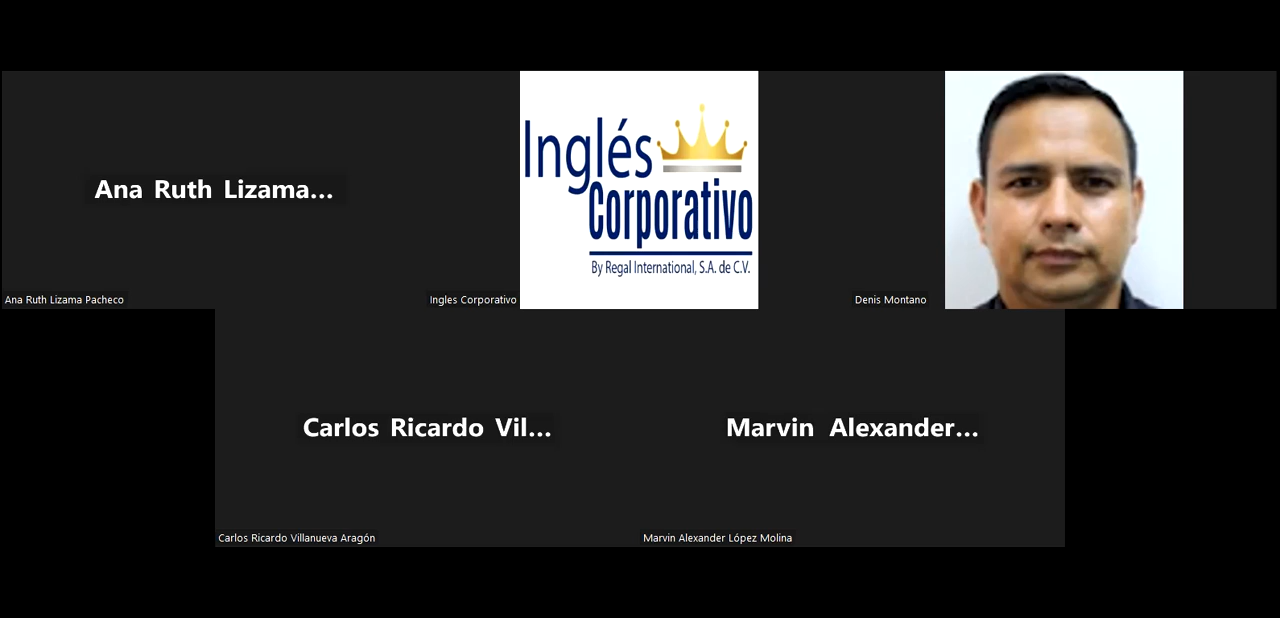 Ana Ruth Lizama...
Ana Ruth Lizama Pacheco
Inglés
Corporativo
By Regal International, S.A. de C.V.
Ingles Corporativo
Denis Montano
Carlos Ricardo Vil...
Carlos Ricardo Villanueva Aragón
Marvin Alexander...
Marvin Alexander López Molina